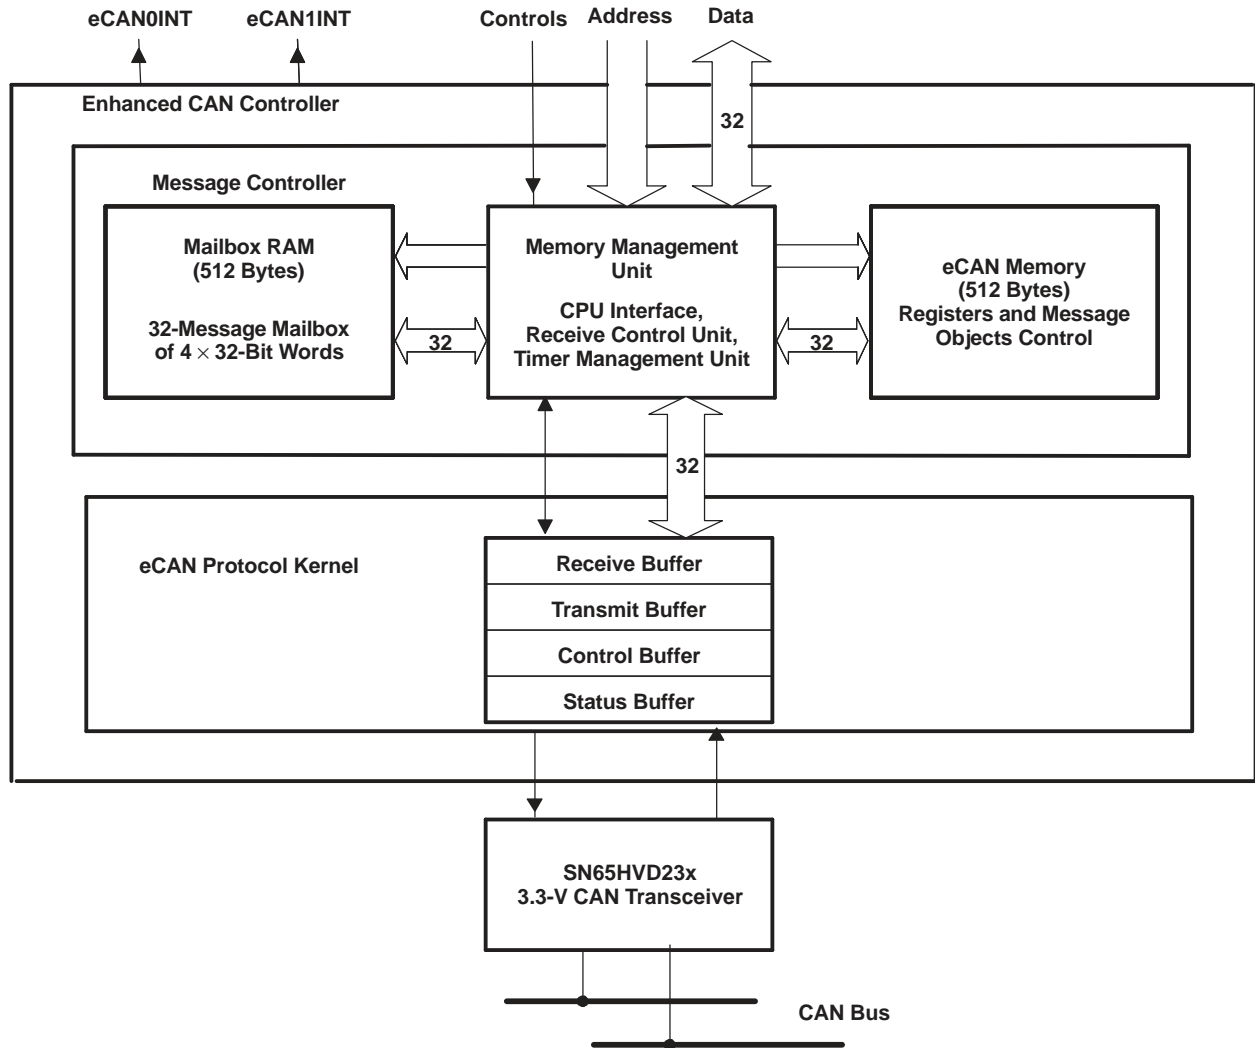 eCAN0INT
eCAN1INT
Controls
Address
Data
Enhanced CAN Controller
32
Message Controller
Mailbox RAM
(512 Bytes)
32-Message Mailbox
of 4 × 32-Bit Words
32
Memory Management
Unit
CPU Interface,
Receive Control Unit,
Timer Management Unit
32
eCAN Memory
(512 Bytes)
Registers and Message
Objects Control
32
eCAN Protocol Kernel
Receive Buffer
Transmit Buffer
Control Buffer
Status Buffer
SN65HVD23x
3.3-V CAN Transceiver
CAN Bus